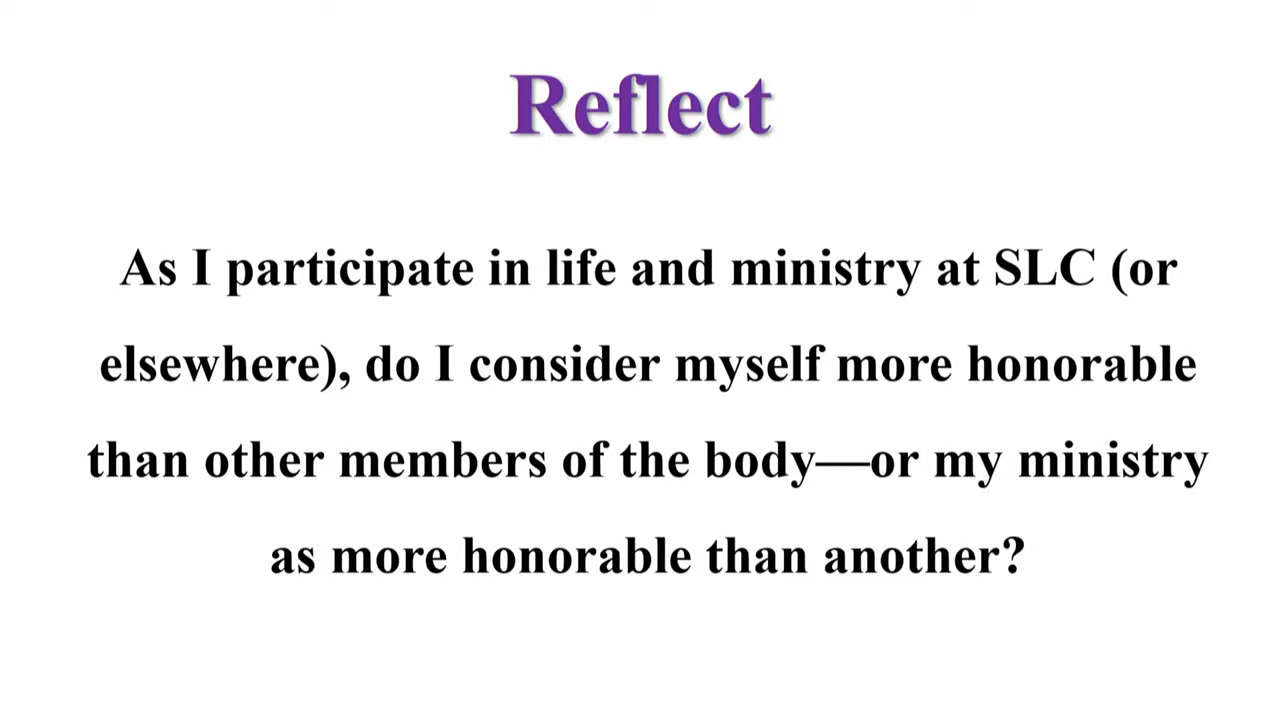 Reflect
As I participate in life and ministry at SLC (or
elsewhere), do I consider myself more honorable
than other members of the body—or my ministry
as more honorable than another?